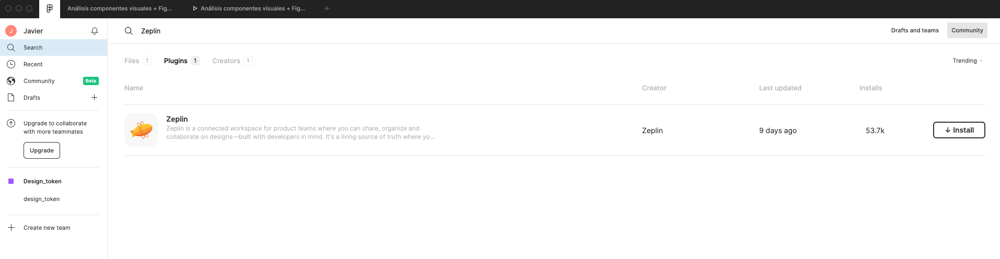 Análisis componentes visuales + Fig...
Análisis componentes visuales + Fig...
J
Javier
Search
Recent
Community
Beta
Drafts
Upgrade to collaborate
with more teammates
Upgrade
Design_token
design_token
Create new team
Zeplin
Drafts and teams
Community
Files 1
Plugins 1
Creators 1
Trending
Name
Creator
Last updated
Installs
Zeplin
Zeplin is a connected workspace for product teams where you can share, organize and
collaborate on designs—built with developers in mind. It's a living source of truth where yo...
Zeplin
9 days ago
53.7k
Install